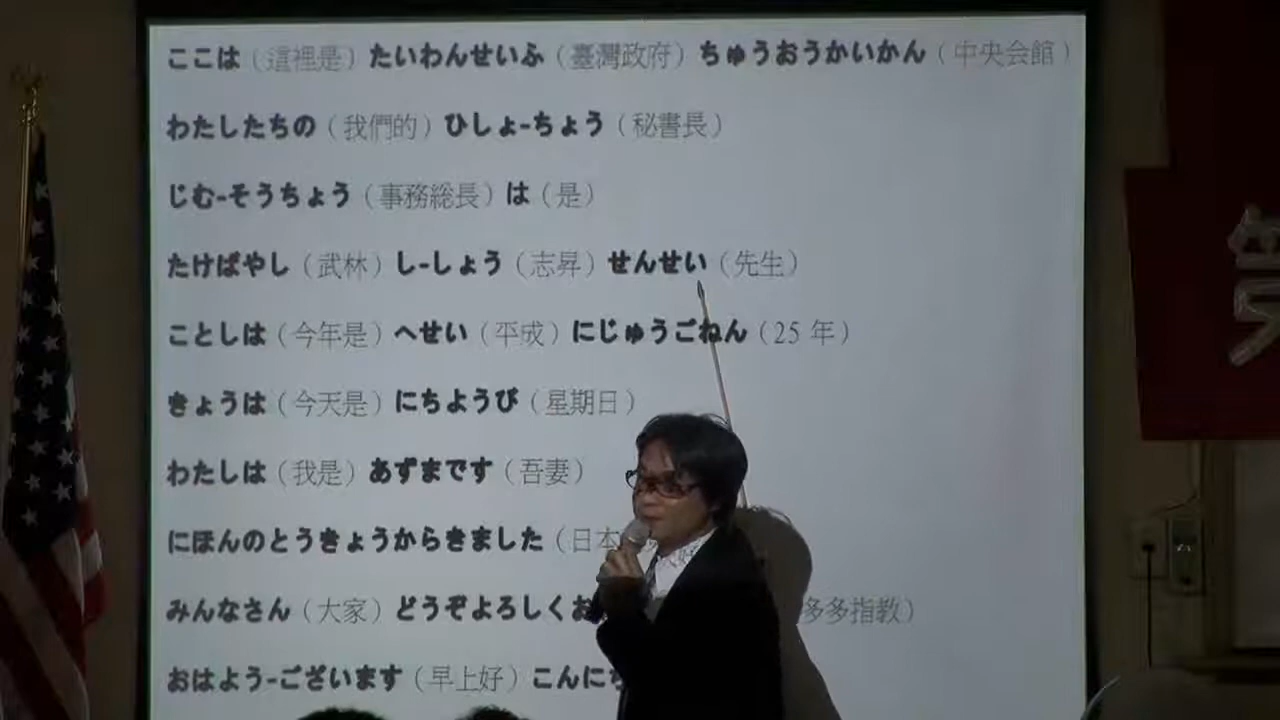 ここは（這裡是）たいわんせいふ（臺灣政府）ちゅうおうかいかん（中央会館）
わたしたちの（我們的）ひしょ-ちょう（秘書長）
じむ-そうちょう（事務総長）は（是）
たけばやし（武林）し-しょう（志昇）せんせい（先生）
ことしは（今年是）へせい（平成）にじゅうごねん（25 年）
きょうは（今天是）にちようび（星期日）
わたしは（我是）あずまです（吾妻）
にほんのとうきょうからきました（日本
みんなさん（大家）どうぞよろしくお 多多指教）
おはよう-ございます（早上好）こんにち